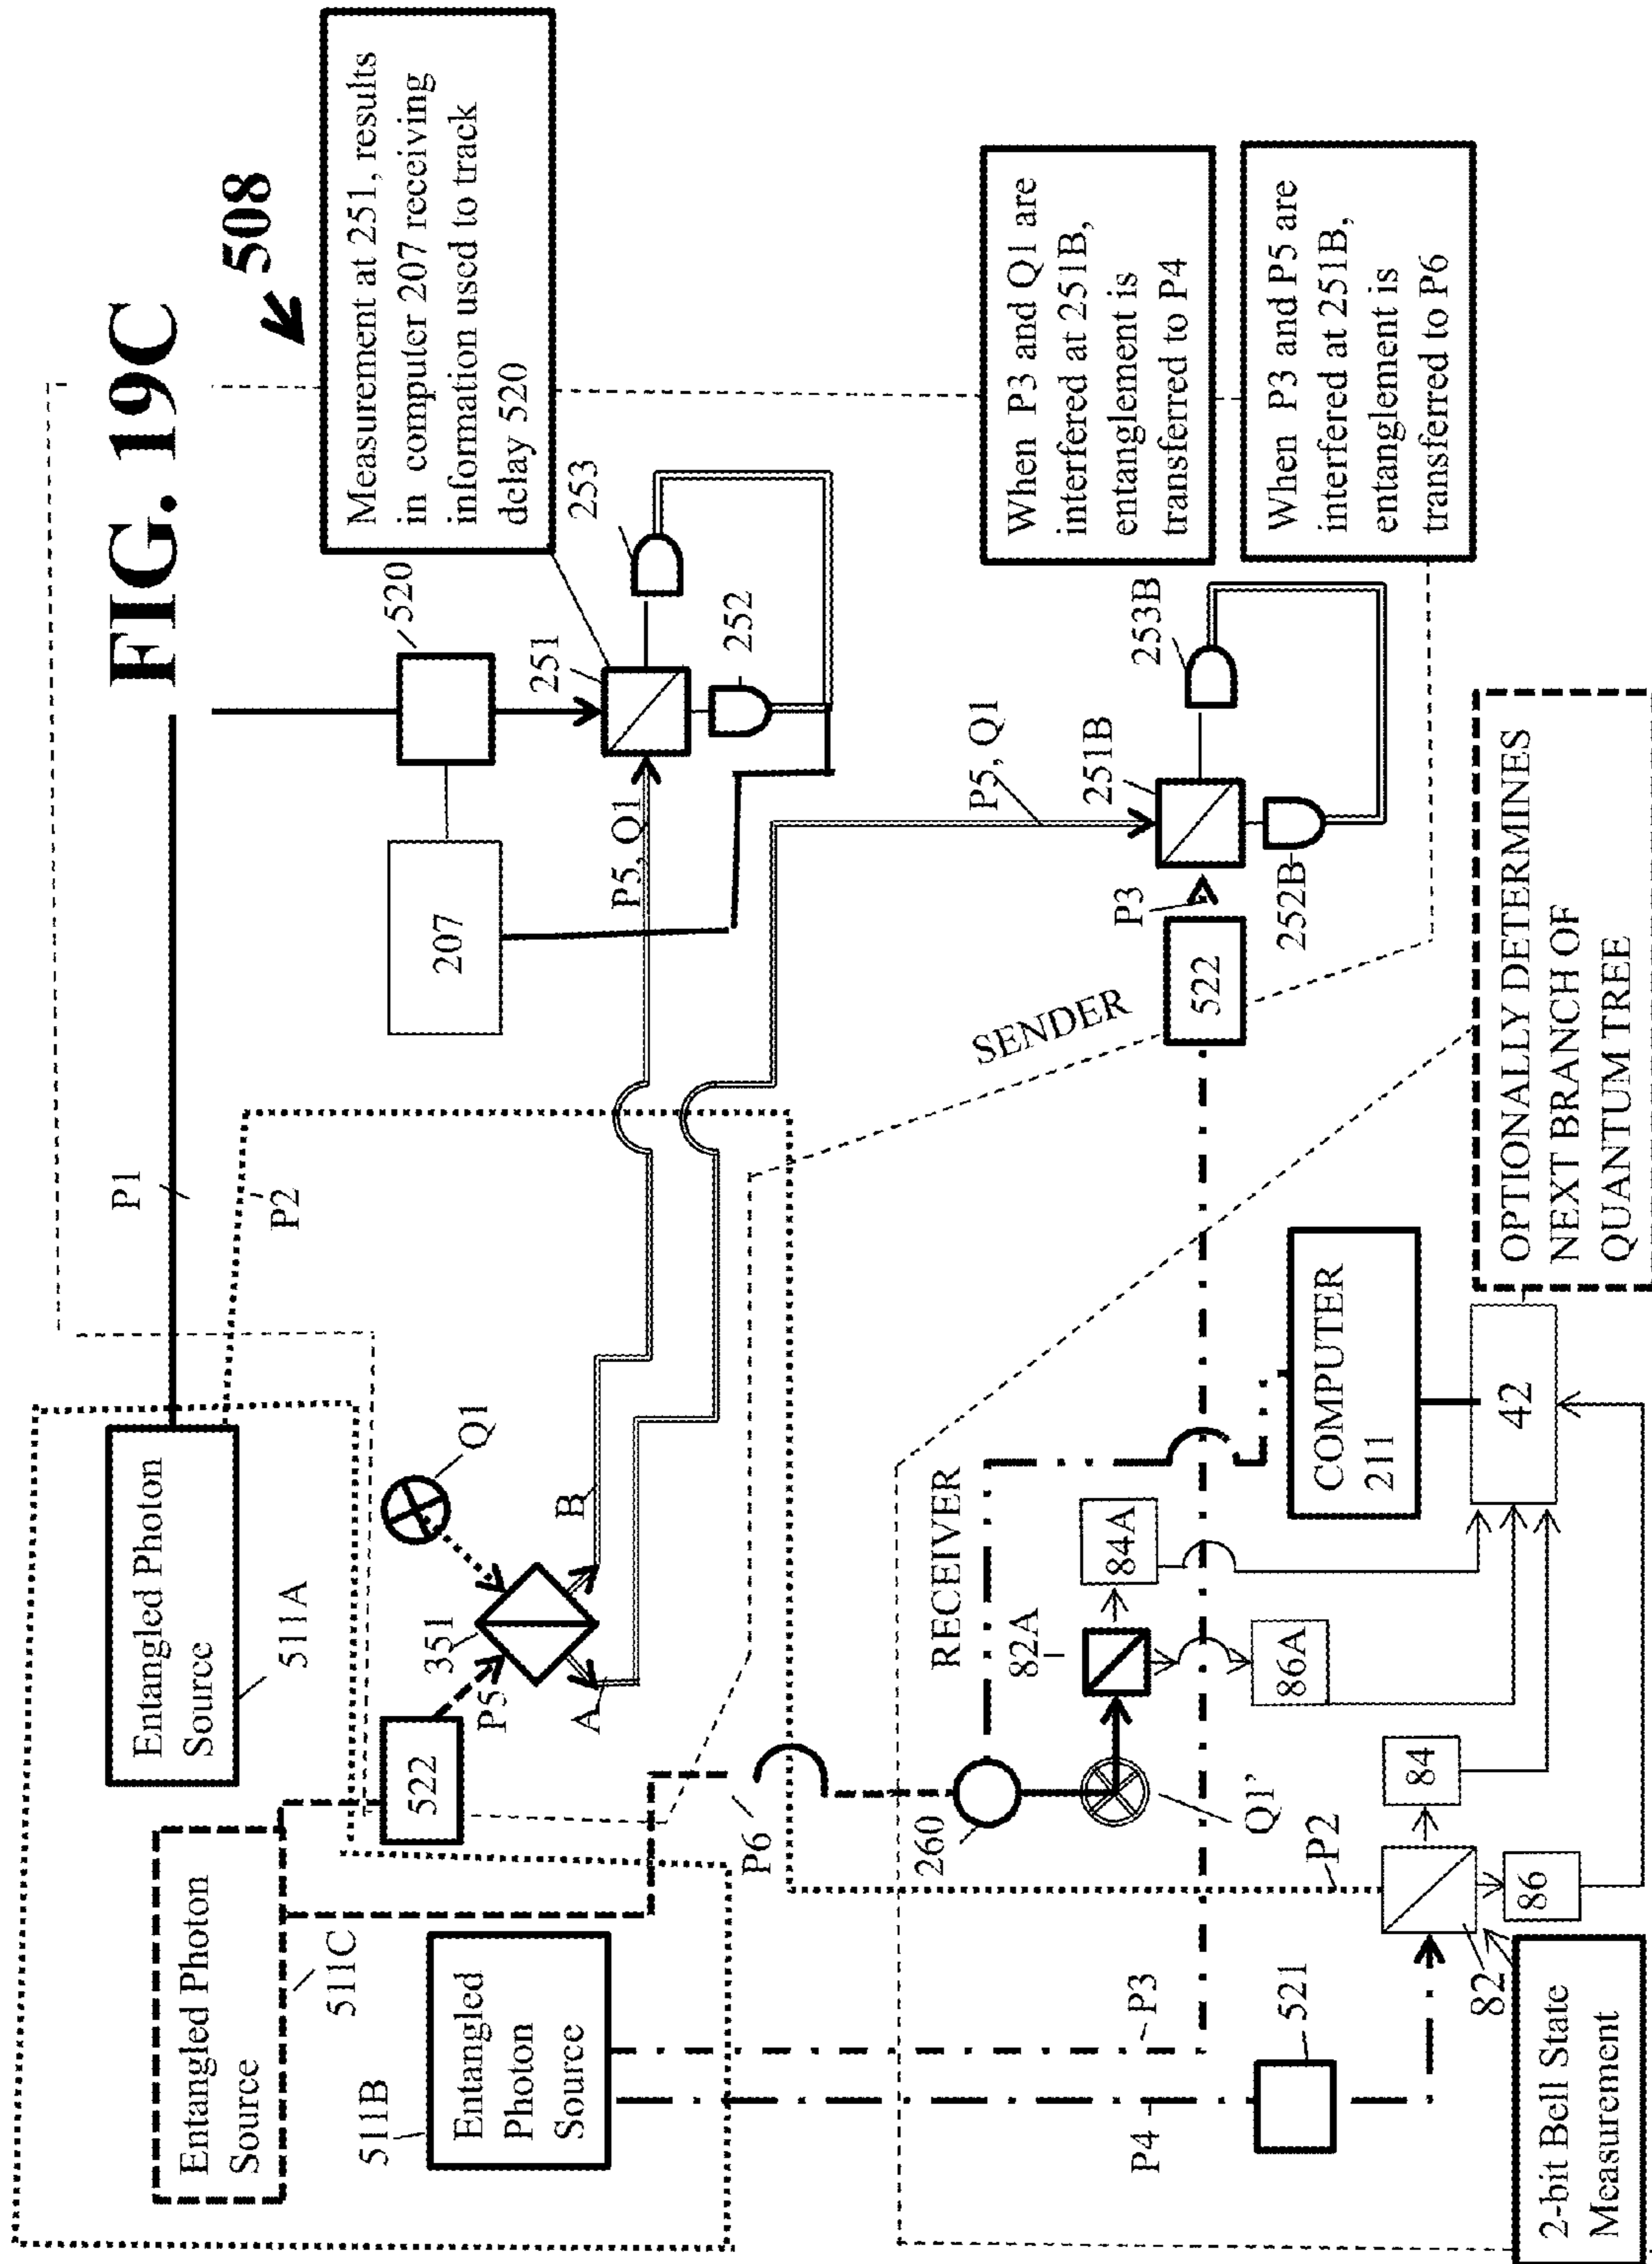 FIG. 19C
508
Measurement at 251, results
in computer 207 receiving
information used to track
delay 520
When P3 and Q1 are
interfered at 251B,
entanglement is
transferred to P4
When P3 and P5 are
interfered at 251B,
entanglement is
transferred to P6
Entangled Photon
Source
511A
P1
P2
520
207
251
253
252
P5, Q1
P5, Q1
Entangled Photon
Source
511C
522
P5
351
Q1
A
B
SENDER
P3
522
251B
253B
252B
Entangled
Photon
Source
511B
P6
P3
P4
521
RECEIVER
260
Q1'
82A
84A
86A
P2
82
84
86
42
COMPUTER
211
2-bit Bell State
Measurement
OPTIONALLY DETERMINES
NEXT BRANCH OF
QUANTUM TREE